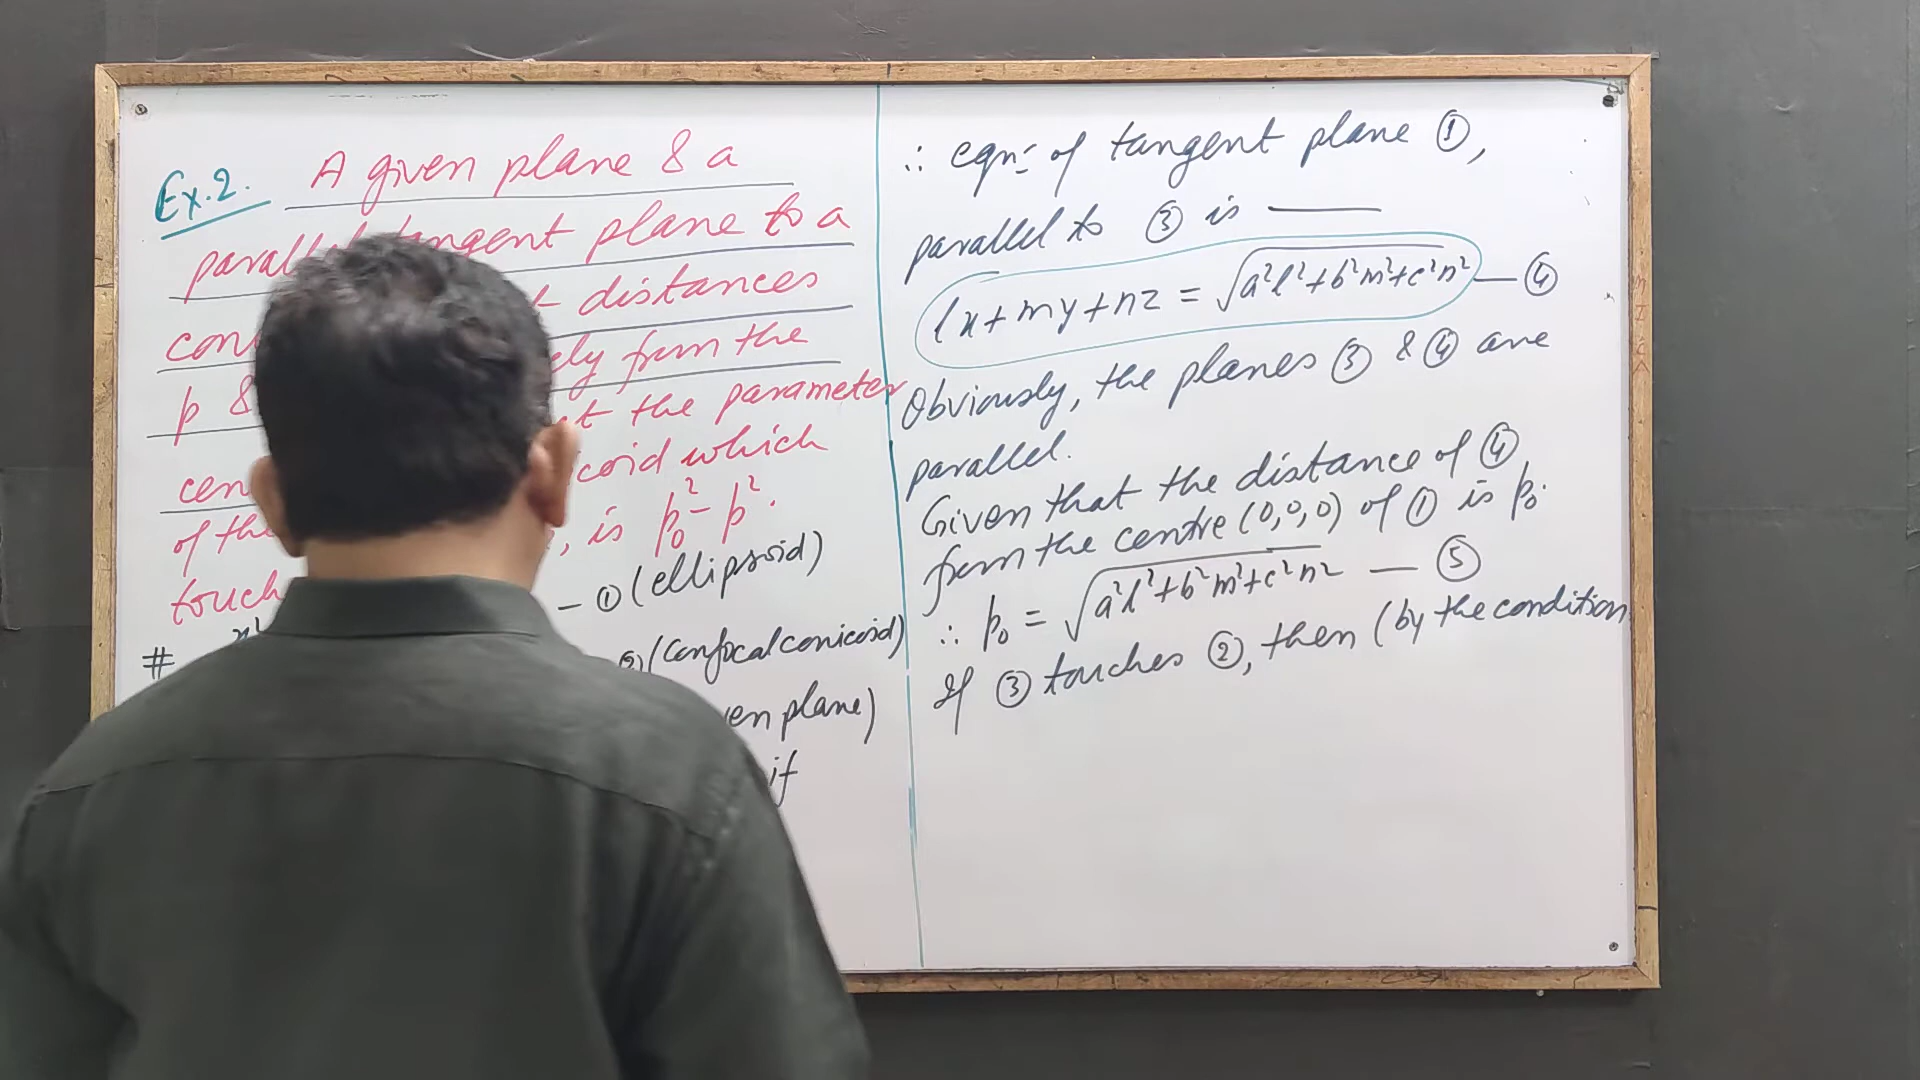 Ex.2. A given plane & a
parallel tangent plane to a
distances
ely from the
p & the parameter
coid which
of the , is p₀² - p².
touch
— ① (ellipsoid)
# (confocal conicoid)
en plane)
if
∴ eqn: of tangent plane ①,
parallel to ③ is ———
lx+my+nz = √a²l²+b²m²+c²n² — ④
Obviously, the planes ③ & ④ are
parallel.
Given that the distance of ④
from the centre (0,0,0) of ① is p₀.
∴ p₀ = √a²l²+b²m²+c²n² — ⑤
If ③ touches ②, then (by the condition